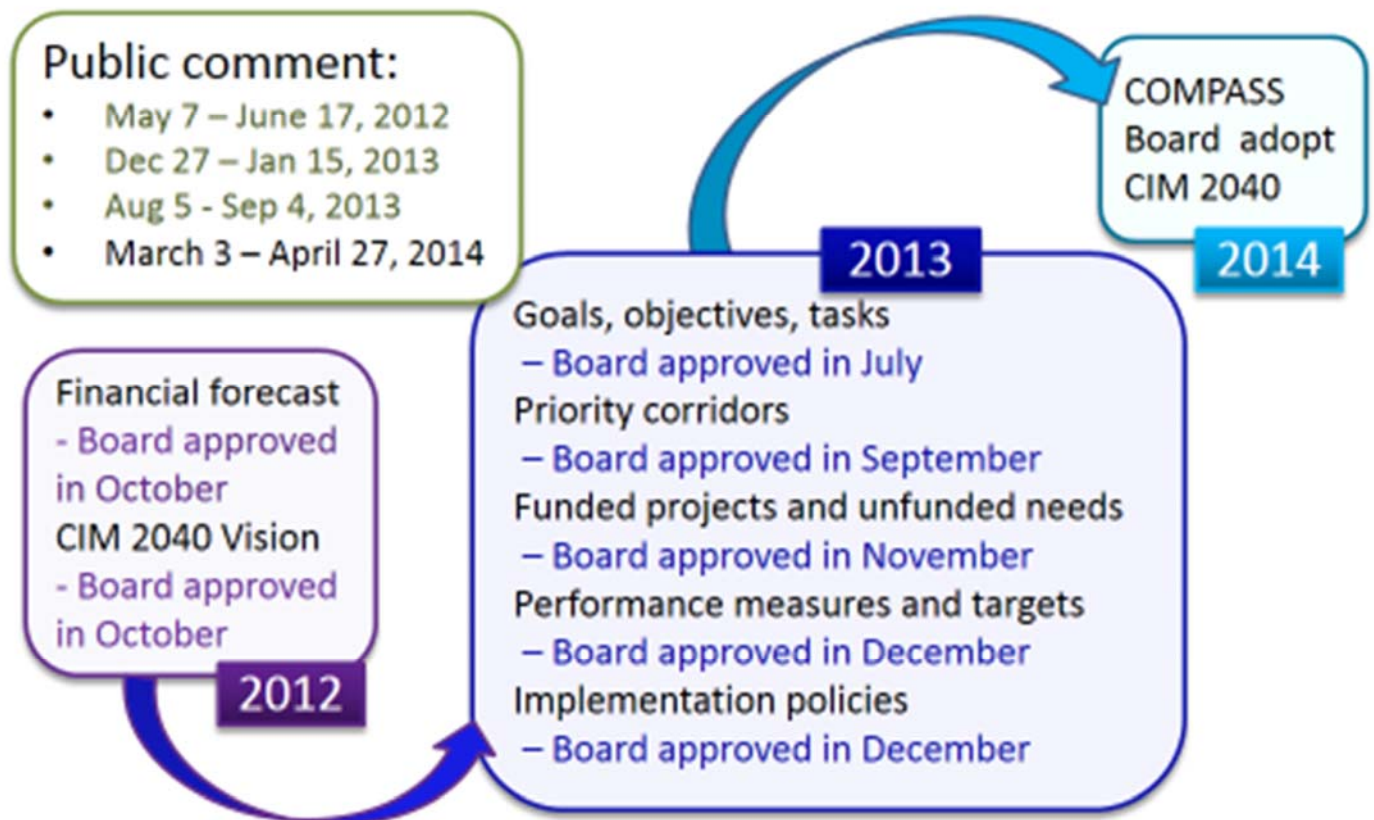 Public comment:
• May 7 – June 17, 2012
• Dec 27 – Jan 15, 2013
• Aug 5 - Sep 4, 2013
• March 3 – April 27, 2014
Financial forecast
- Board approved
in October
CIM 2040 Vision
- Board approved
in October
2012
2013
Goals, objectives, tasks
– Board approved in July
Priority corridors
– Board approved in September
Funded projects and unfunded needs
– Board approved in November
Performance measures and targets
– Board approved in December
Implementation policies
– Board approved in December
COMPASS
Board adopt
CIM 2040
2014